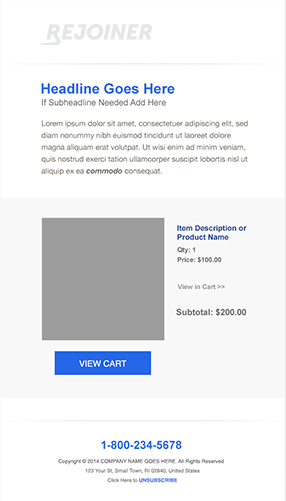 REJOINER
Headline Goes Here
If Subheadline Needed Add Here
Lorem ipsum dolor sit amet, consectetuer adipiscing elit, sed
diam nonummy nibh euismod tincidunt ut laoreet dolore
magna aliquam erat volutpat. Ut wisi enim ad minim veniam,
quis nostrud exerci tation ullamcorper suscipit lobortis nisl ut
aliquip ex ea commodo consequat.
Item Description or
Product Name
Qty: 1
Price: $100.00
View in Cart >>
Subtotal: $200.00
VIEW CART
1-800-234-5678
Copyright © 2014 COMPANY NAME GOES HERE. All Rights Reserved
123 Your St, Small Town, RI 02840, United States
Click Here to UNSUBSCRIBE